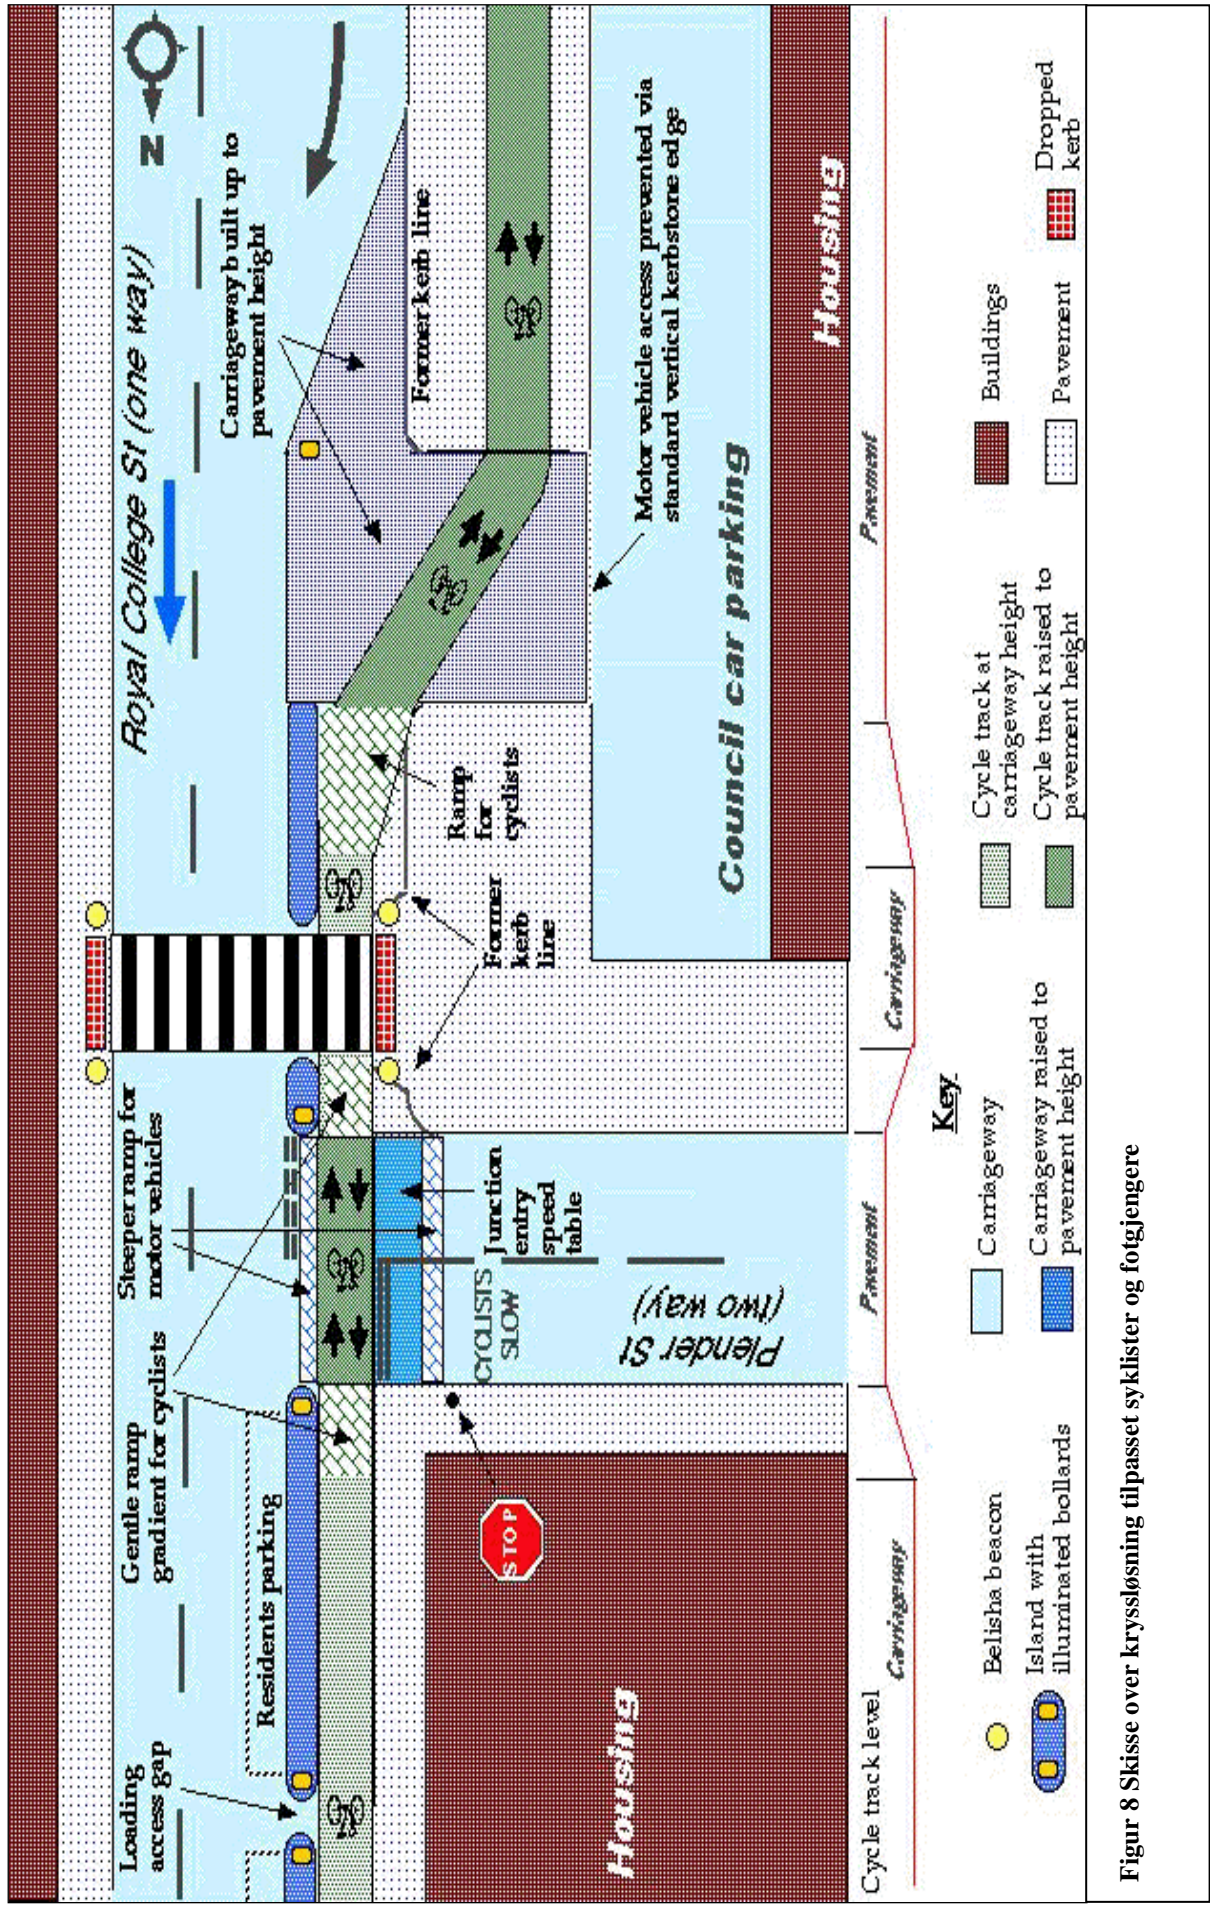 N
Royal College St (one way)
Carriageway built up to
pavement height
Former kerb line
Motor vehicle access prevented via
standard vertical kerbstone edge
Housing
Council car parking
Ramp
for
cyclists
Former
kerb
line
Steeper ramp for
motor vehicles
Gentle ramp
gradient for cyclists
Residents parking
Loading
access gap
Junction
entry
speed
table
CYCLISTS
SLOW
Plender St
(two way)
STOP
Housing
Cycle track level
Carriageway
Pavement
Carriageway
Pavement
Key
Belisha beacon
Island with
illuminated bollards
Carriageway
Carriageway raised to
pavement height
Cycle track at
carriageway height
Cycle track raised to
pavement height
Buildings
Pavement
Dropped
kerb
Figur 8 Skisse over kryssløsning tilpasset syklister og fotgjengere